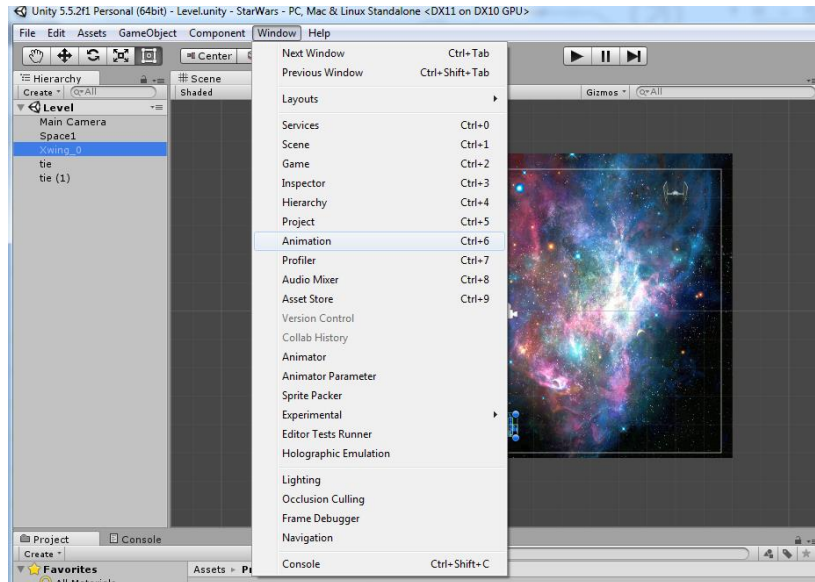 Unity 5.5.2f1 Personal (64bit) - Level.unity - StarWars - PC, Mac & Linux Standalone <DX11 on DX10 GPU>
File Edit Assets GameObject Component Window Help
Center
Hierarchy
Create All
Level
Main Camera
Space1
Xwing_0
tie
tie (1)
Scene
Shaded
Gizmos All
Next Window Ctrl+Tab
Previous Window Ctrl+Shift+Tab
Layouts
Services Ctrl+0
Scene Ctrl+1
Game Ctrl+2
Inspector Ctrl+3
Hierarchy Ctrl+4
Project Ctrl+5
Animation Ctrl+6
Profiler Ctrl+7
Audio Mixer Ctrl+8
Asset Store Ctrl+9
Version Control
Collab History
Animator
Animator Parameter
Sprite Packer
Experimental
Editor Tests Runner
Holographic Emulation
Lighting
Occlusion Culling
Frame Debugger
Navigation
Console Ctrl+Shift+C
Project Console
Create
Favorites
Assets